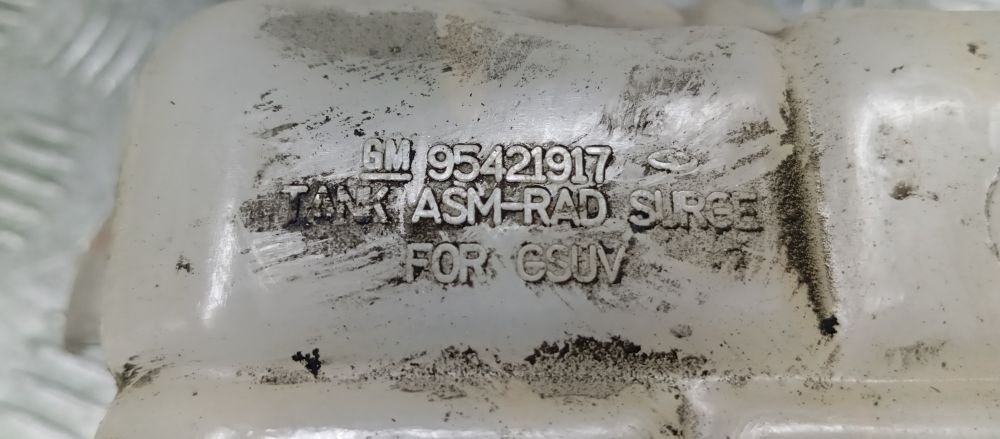 GM 95421917
TANK ASM-RAD SURGE
FOR CSUV